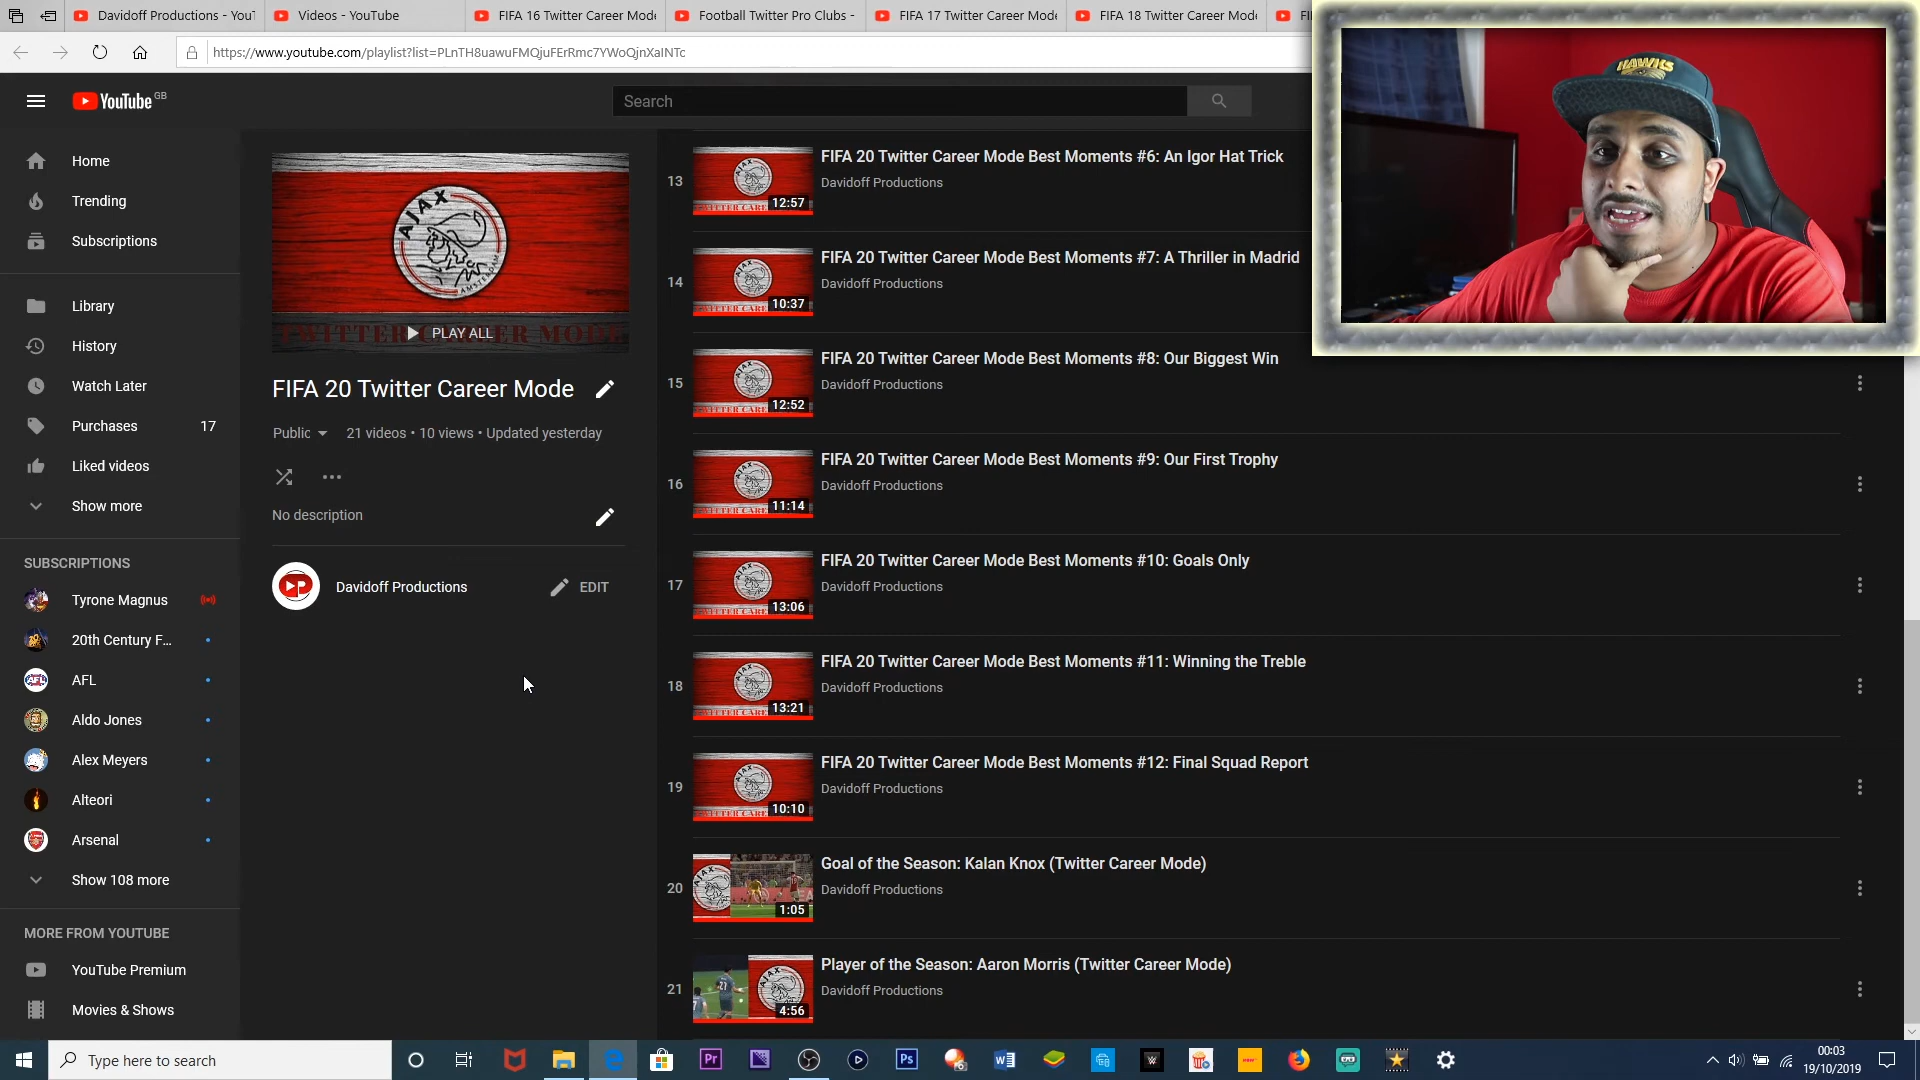 Davidoff Productions - YouT
Videos - YouTube
FIFA 16 Twitter Career Mode
Football Twitter Pro Clubs -
FIFA 17 Twitter Career Mode
FIFA 18 Twitter Career Mode
https://www.youtube.com/playlist?list=PLnTH8uawuFMQjuFErRmc7YWoQjnXaINTc
HAWKS
YouTube GB
Search
Home
Trending
Subscriptions
Library
History
Watch Later
Purchases 17
Liked videos
Show more
SUBSCRIPTIONS
Tyrone Magnus
20th Century F...
AFL
Aldo Jones
Alex Meyers
Alteori
Arsenal
Show 108 more
MORE FROM YOUTUBE
YouTube Premium
Movies & Shows
AJAX
AMSTERDAM
TWITTER CAREER MODE
PLAY ALL
FIFA 20 Twitter Career Mode
Public 21 videos • 10 views • Updated yesterday
No description
Davidoff Productions EDIT
13 12:57 FIFA 20 Twitter Career Mode Best Moments #6: An Igor Hat Trick
Davidoff Productions
14 10:37 FIFA 20 Twitter Career Mode Best Moments #7: A Thriller in Madrid
Davidoff Productions
15 12:52 FIFA 20 Twitter Career Mode Best Moments #8: Our Biggest Win
Davidoff Productions
16 11:14 FIFA 20 Twitter Career Mode Best Moments #9: Our First Trophy
Davidoff Productions
17 13:06 FIFA 20 Twitter Career Mode Best Moments #10: Goals Only
Davidoff Productions
18 13:21 FIFA 20 Twitter Career Mode Best Moments #11: Winning the Treble
Davidoff Productions
19 10:10 FIFA 20 Twitter Career Mode Best Moments #12: Final Squad Report
Davidoff Productions
20 1:05 Goal of the Season: Kalan Knox (Twitter Career Mode)
Davidoff Productions
21 4:56 Player of the Season: Aaron Morris (Twitter Career Mode)
Davidoff Productions
Type here to search
Pr
Ps
00:03
19/10/2019